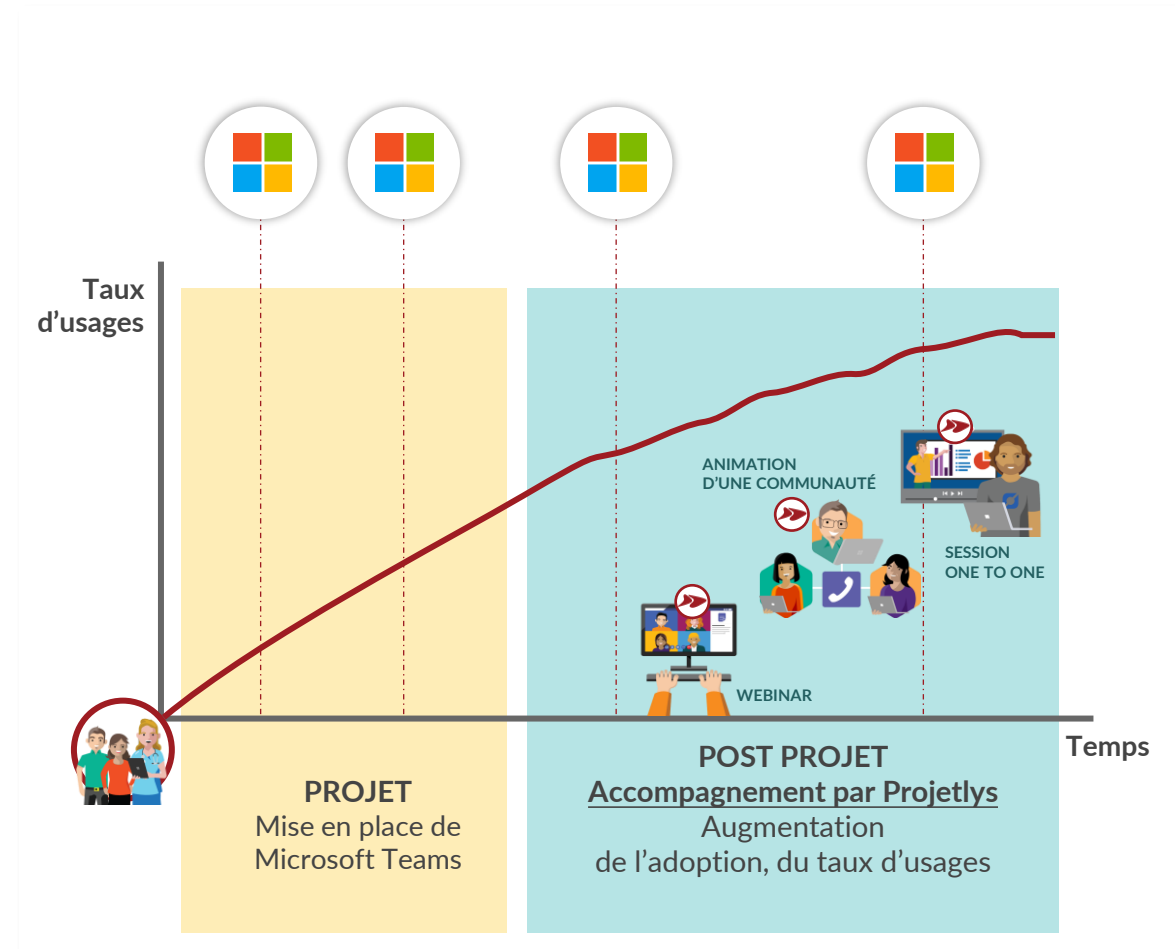 Taux
d’usages
ANIMATION
D’UNE COMMUNAUTÉ
SESSION
ONE TO ONE
WEBINAR
Temps
PROJET
Mise en place de
Microsoft Teams
POST PROJET
Accompagnement par Projetlys
Augmentation
de l’adoption, du taux d’usages